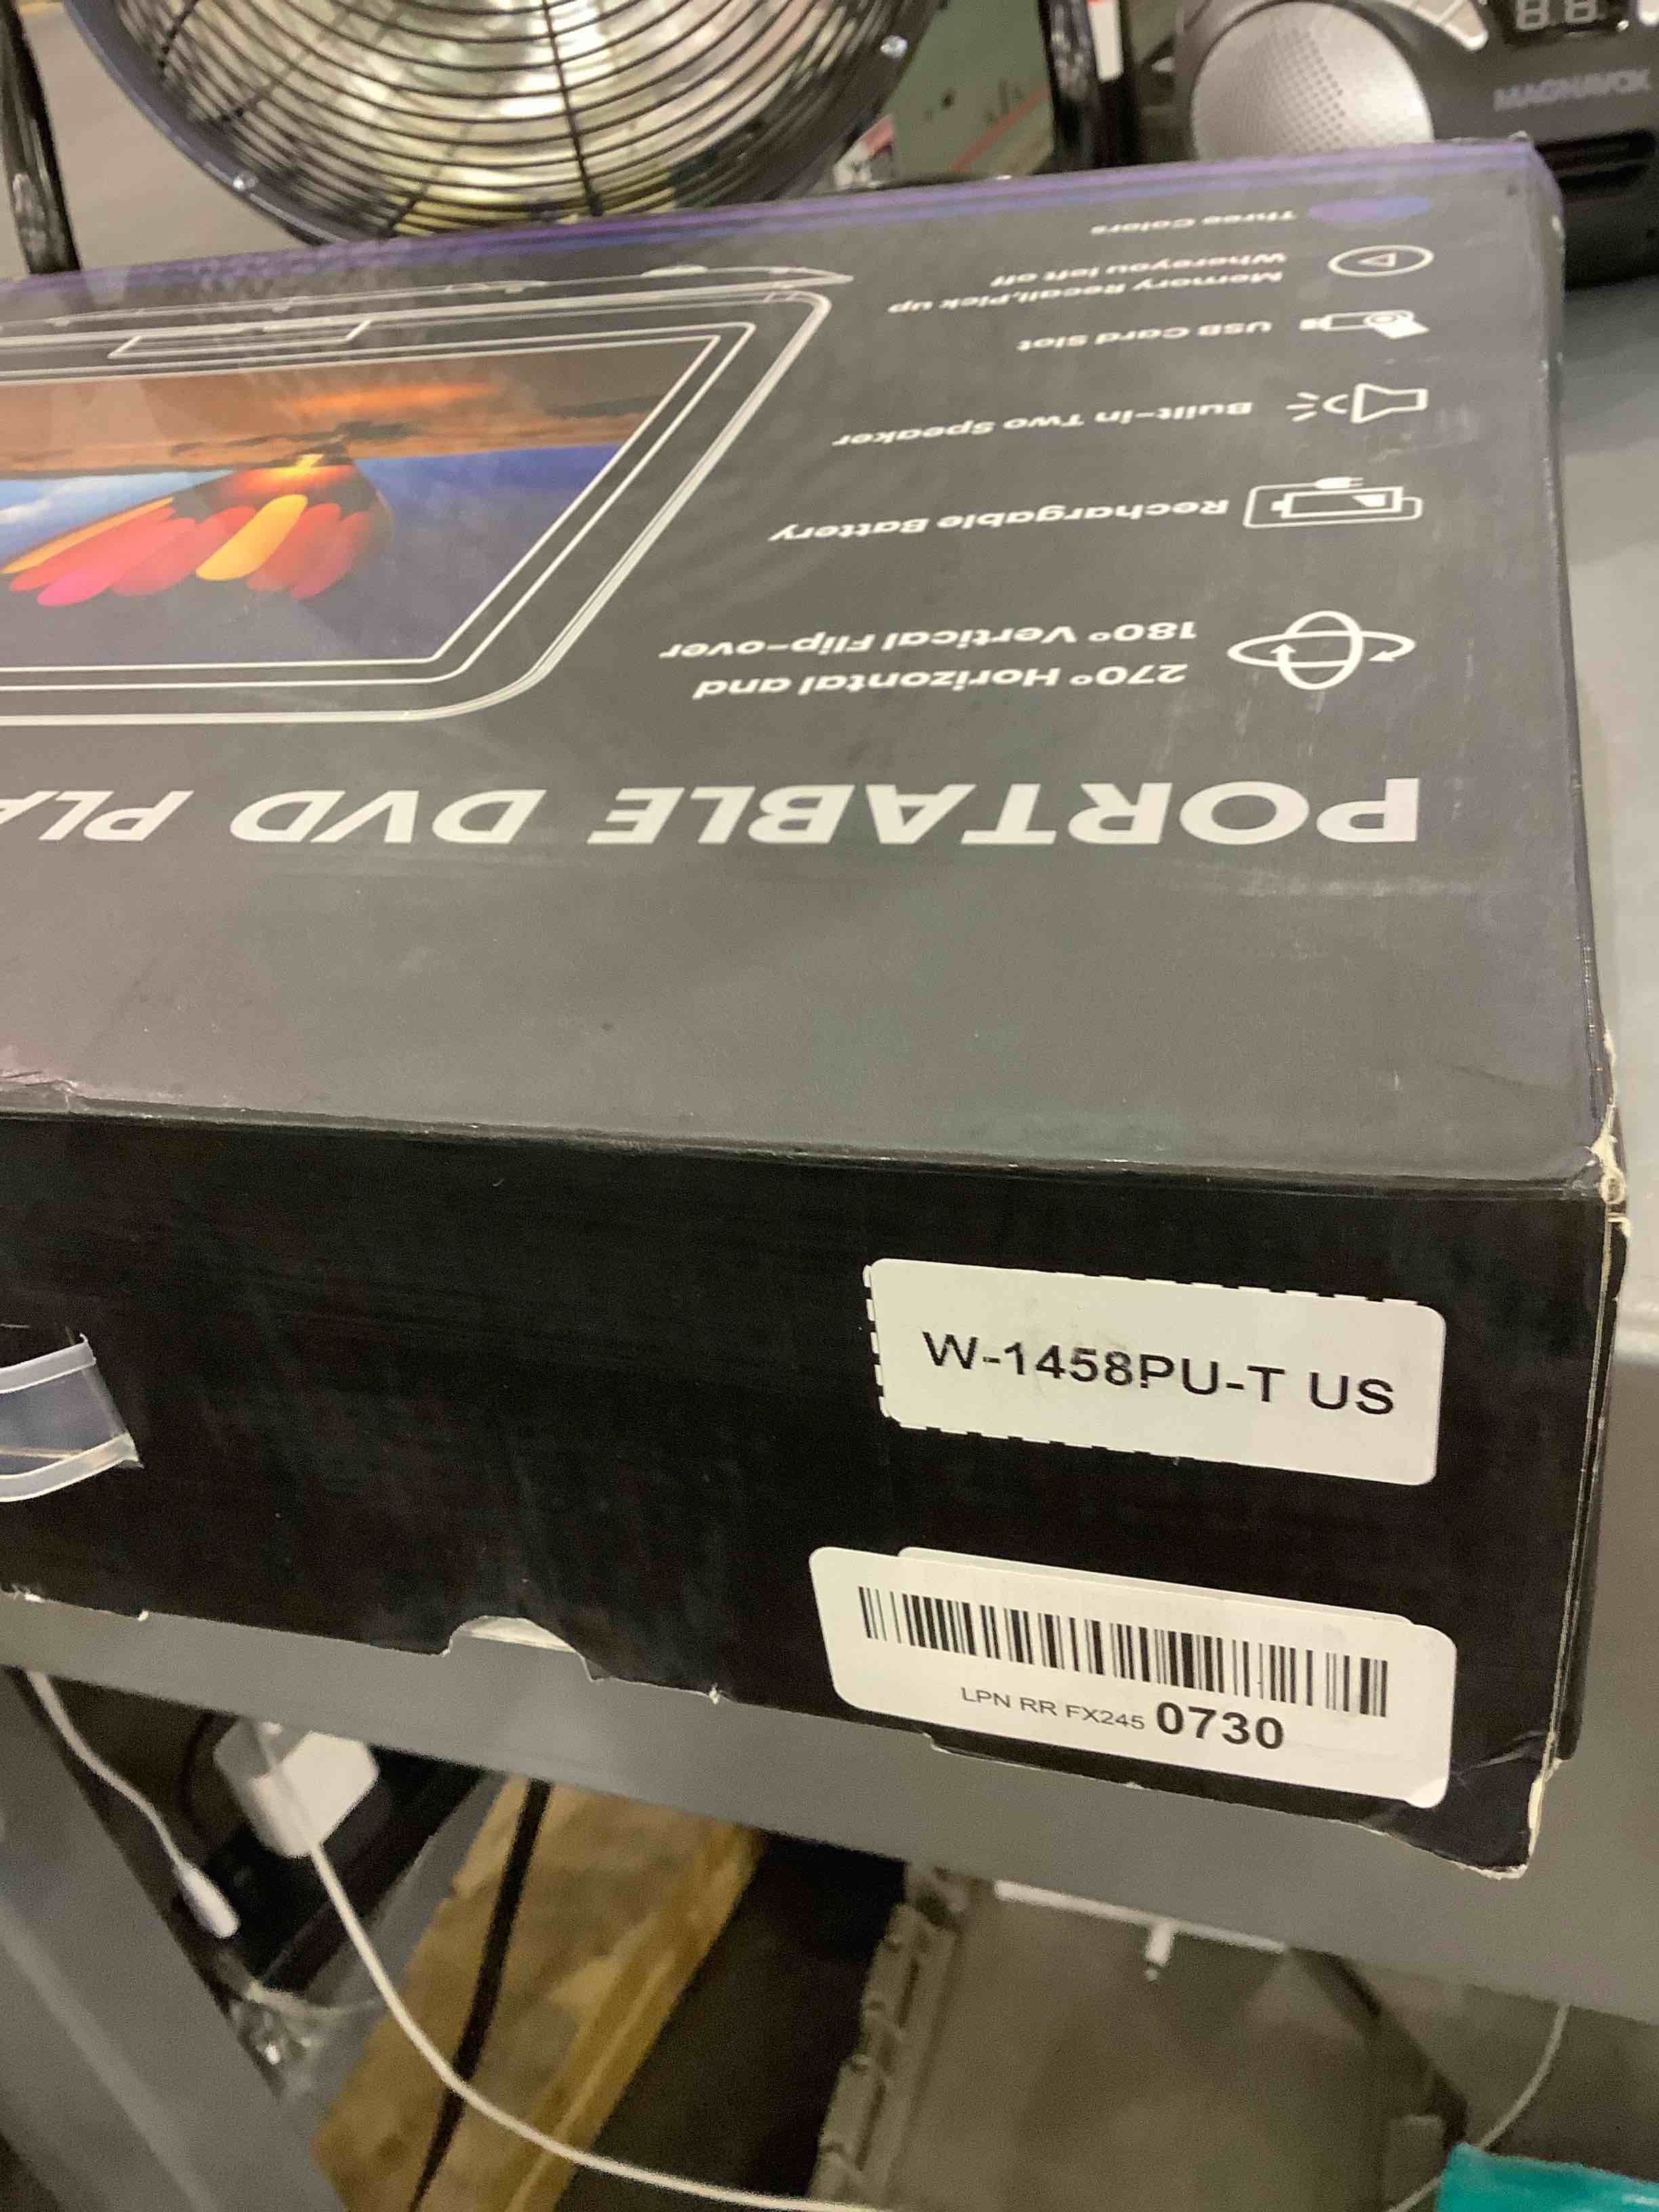 PORTABLE DVD PLA
270° Horizontal and
180° Vertical Flip-over
Rechargable Battery
Built-in Two Speaker
USB Card Slot
Memory Recall,Pick up
Whereyou left off
Three Colors
W-1458PU-T US
LPN RR FX245 0730
MAGNAVOX
88